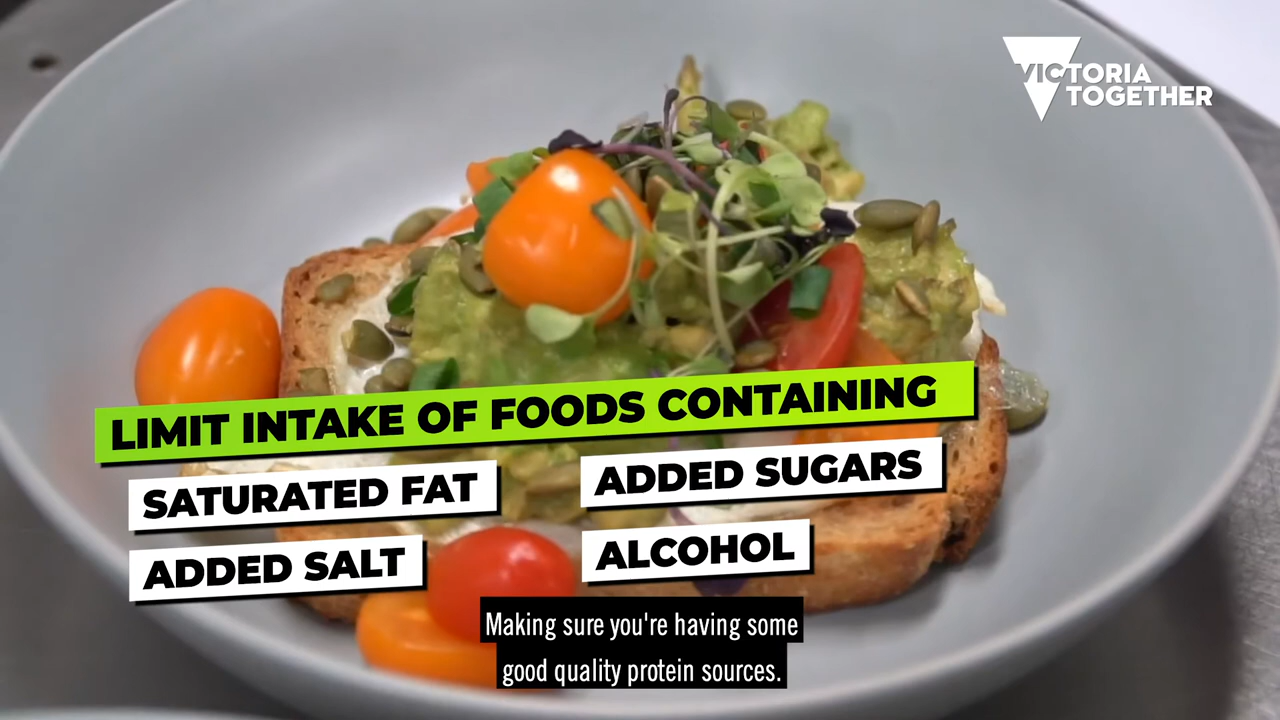 VICTORIA
TOGETHER
LIMIT INTAKE OF FOODS CONTAINING
SATURATED FAT
ADDED SUGARS
ADDED SALT
ALCOHOL
Making sure you're having some
good quality protein sources.